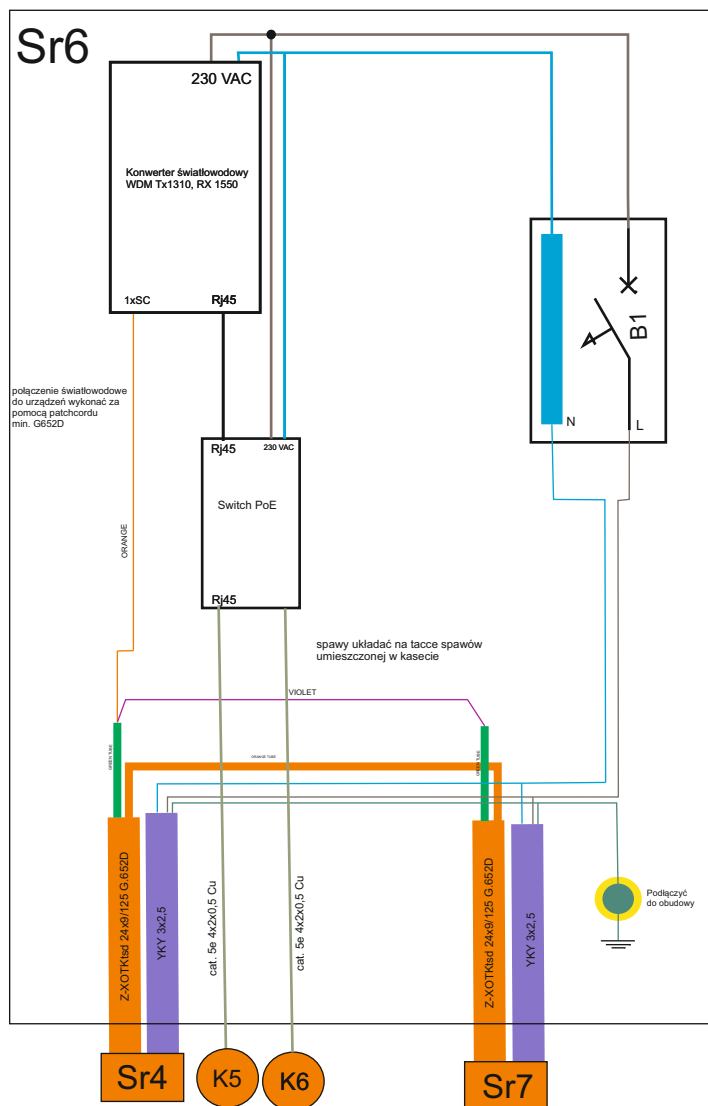 Sr6
230 VAC
Konwerter światłowodowy
WDM Tx1310, RX 1550
1xSC
Rj45
B1
N
L
połączenie światłowodowe
do urządzeń wykonać za
pomocą patchcordu
min. G652D
Rj45
230 VAC
Switch PoE
ORANGE
Rj45
spawy układać na tacce spawów
umieszczonej w kasecie
VIOLET
GREEN TUBE
ORANGE TUBE
GREEN TUBE
Z-XOTKtsd 24x9/125 G.652D
YKY 3x2,5
cat. 5e 4x2x0,5 Cu
cat. 5e 4x2x0,5 Cu
Z-XOTKtsd 24x9/125 G.652D
YKY 3x2,5
Podłączyć
do obudowy
Sr4
K5
K6
Sr7